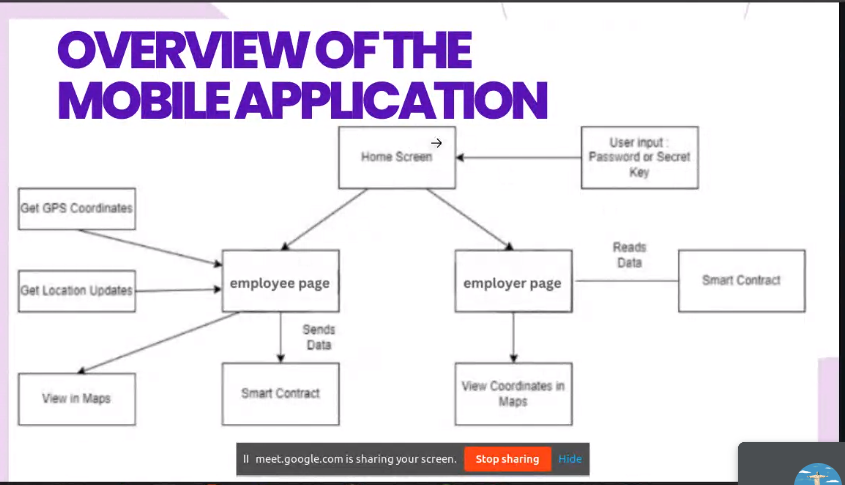 OVERVIEW OF THE
MOBILE APPLICATION
Home Screen
User input :
Password or Secret
Key
Get GPS Coordinates
employee page
employer page
Reads
Data
Smart Contract
Get Location Updates
Sends
Data
View in Maps
Smart Contract
View Coordinates in
Maps
meet.google.com is sharing your screen.
Stop sharing
Hide